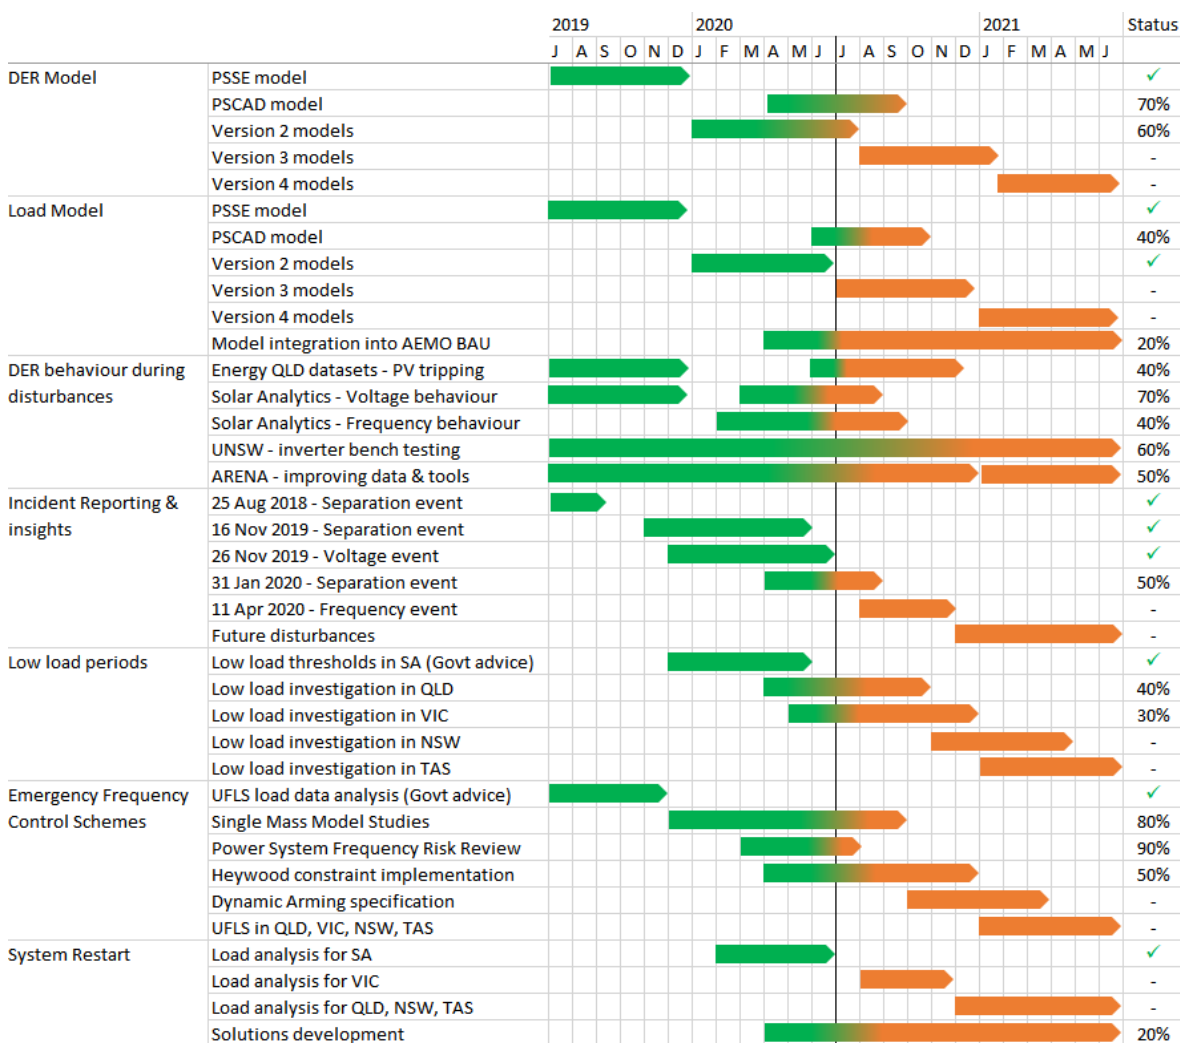 2019 2020 2021 Status
J A S O N D J F M A M J J A S O N D J F M A M J
DER Model PSSE model ✓
PSCAD model 70%
Version 2 models 60%
Version 3 models -
Version 4 models -
Load Model PSSE model ✓
PSCAD model 40%
Version 2 models ✓
Version 3 models -
Version 4 models -
Model integration into AEMO BAU 20%
DER behaviour during Energy QLD datasets - PV tripping 40%
disturbances Solar Analytics - Voltage behaviour 70%
Solar Analytics - Frequency behaviour 40%
UNSW - inverter bench testing 60%
ARENA - improving data & tools 50%
Incident Reporting & 25 Aug 2018 - Separation event ✓
insights 16 Nov 2019 - Separation event ✓
26 Nov 2019 - Voltage event ✓
31 Jan 2020 - Separation event 50%
11 Apr 2020 - Frequency event -
Future disturbances -
Low load periods Low load thresholds in SA (Govt advice) ✓
Low load investigation in QLD 40%
Low load investigation in VIC 30%
Low load investigation in NSW -
Low load investigation in TAS -
Emergency Frequency UFLS load data analysis (Govt advice) ✓
Control Schemes Single Mass Model Studies 80%
Power System Frequency Risk Review 90%
Heywood constraint implementation 50%
Dynamic Arming specification -
UFLS in QLD, VIC, NSW, TAS -
System Restart Load analysis for SA ✓
Load analysis for VIC -
Load analysis for QLD, NSW, TAS -
Solutions development 20%